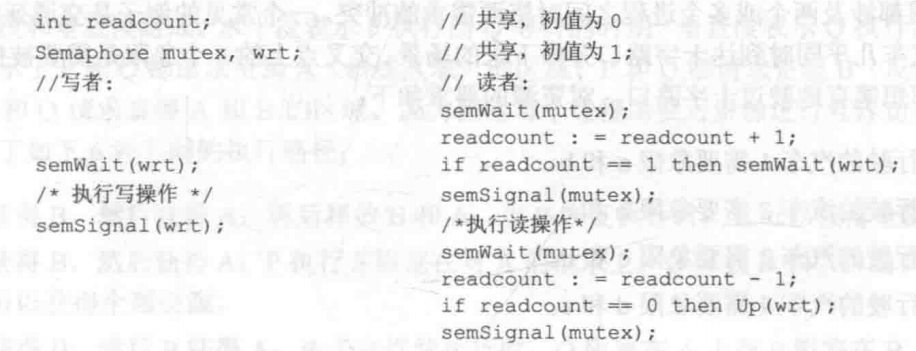 int readcount;                // 共享，初值为 0
Semaphore mutex,wrt;          // 共享，初值为 1;
//写者：                      // 读者：
semWait(mutex);
readcount : = readcount + 1;
semWait(wrt);                 if readcount == 1 then semWait(wrt);
/* 执行写操作 */              semSignal(mutex);
semSignal(wrt);               /*执行读操作*/
semWait(mutex);
readcount : = readcount - 1;
if readcount == 0 then Up(wrt);
semSignal(mutex);